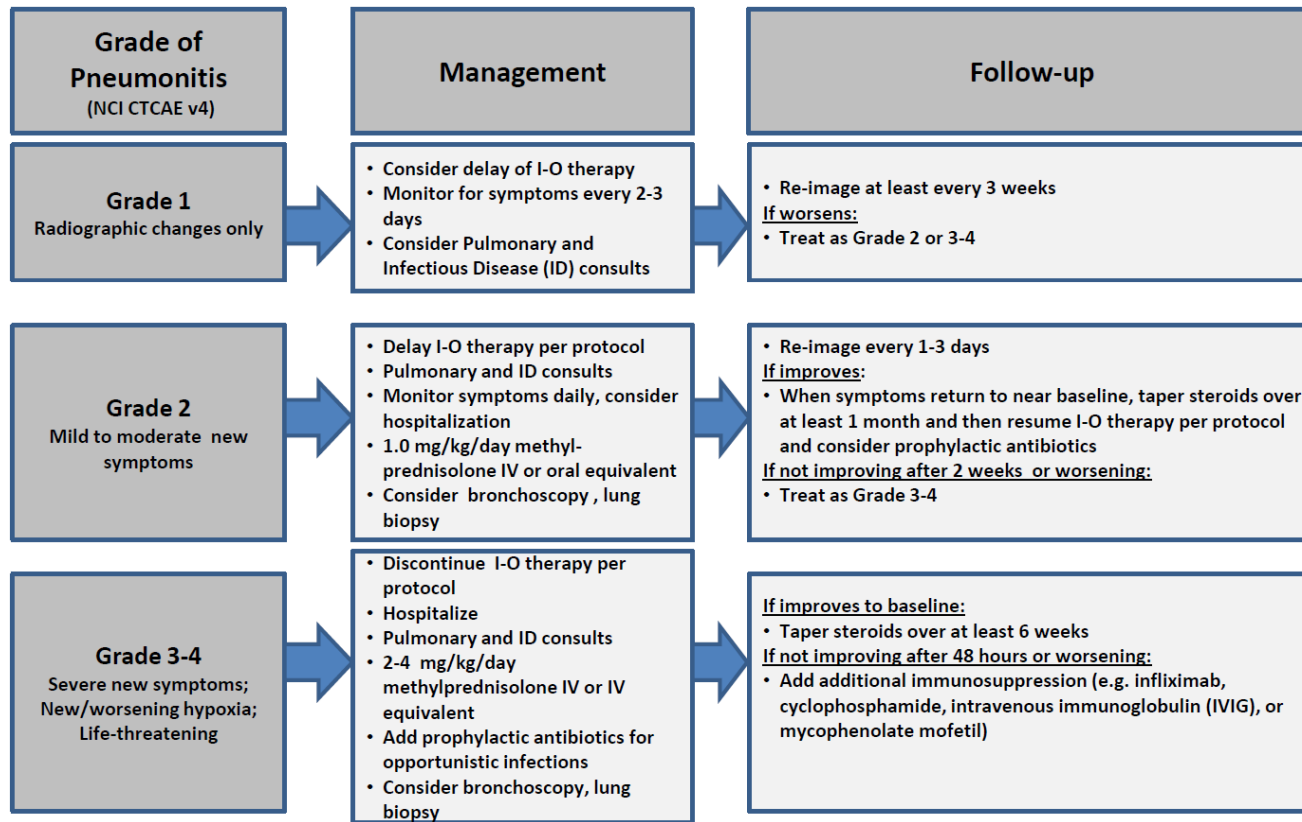 Grade of
Pneumonitis
(NCI CTCAE v4)
Management
Follow-up
Grade 1
Radiographic changes only
• Consider delay of I-O therapy
• Monitor for symptoms every 2-3
days
• Consider Pulmonary and
Infectious Disease (ID) consults
• Re-image at least every 3 weeks
If worsens:
• Treat as Grade 2 or 3-4
Grade 2
Mild to moderate new
symptoms
• Delay I-O therapy per protocol
• Pulmonary and ID consults
• Monitor symptoms daily, consider
hospitalization
• 1.0 mg/kg/day methyl-
prednisolone IV or oral equivalent
• Consider bronchoscopy , lung
biopsy
• Re-image every 1-3 days
If improves:
• When symptoms return to near baseline, taper steroids over
at least 1 month and then resume I-O therapy per protocol
and consider prophylactic antibiotics
If not improving after 2 weeks or worsening:
• Treat as Grade 3-4
Grade 3-4
Severe new symptoms;
New/worsening hypoxia;
Life-threatening
• Discontinue I-O therapy per
protocol
• Hospitalize
• Pulmonary and ID consults
• 2-4 mg/kg/day
methylprednisolone IV or IV
equivalent
• Add prophylactic antibiotics for
opportunistic infections
• Consider bronchoscopy, lung
biopsy
If improves to baseline:
• Taper steroids over at least 6 weeks
If not improving after 48 hours or worsening:
• Add additional immunosuppression (e.g. infliximab,
cyclophosphamide, intravenous immunoglobulin (IVIG), or
mycophenolate mofetil)